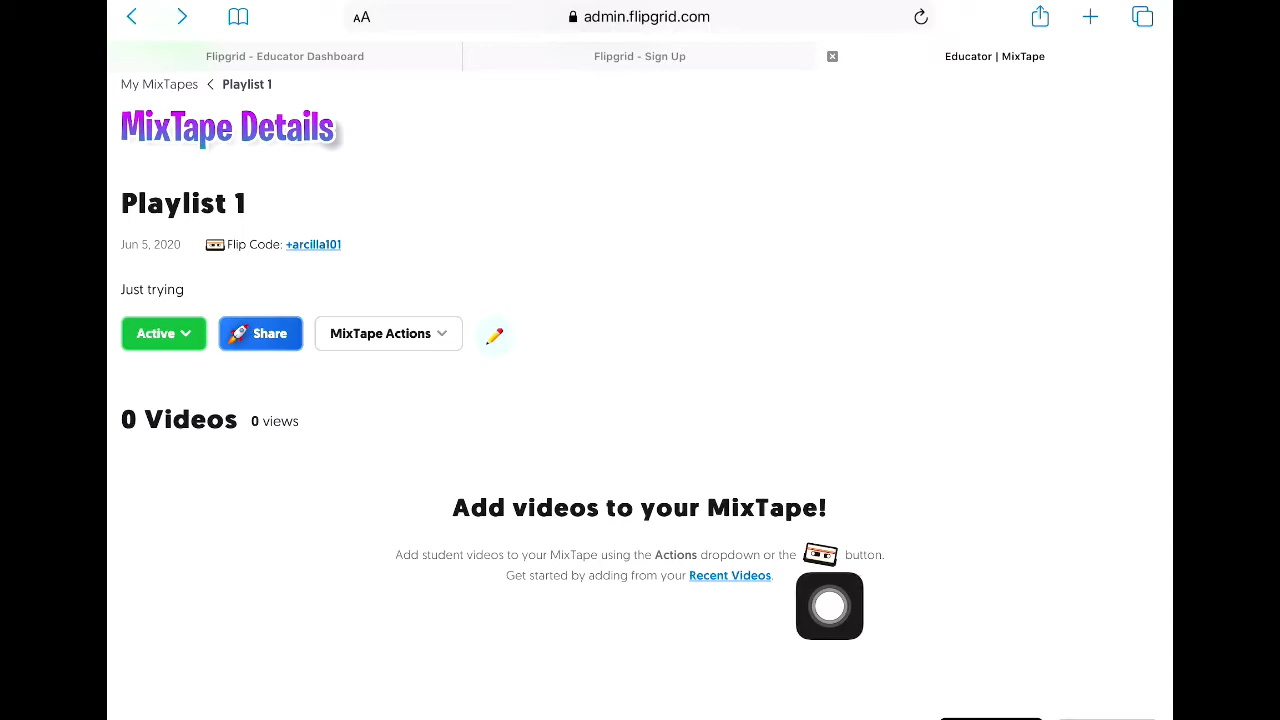 AA admin.flipgrid.com
Flipgrid - Educator Dashboard Flipgrid - Sign Up Educator | MixTape
My MixTapes Playlist 1
MixTape Details
Playlist 1
Jun 5, 2020 Flip Code: +arcilla101
Just trying
Active Share MixTape Actions
0 Videos 0 views
Add videos to your MixTape!
Add student videos to your MixTape using the Actions dropdown or the button.
Get started by adding from your Recent Videos.